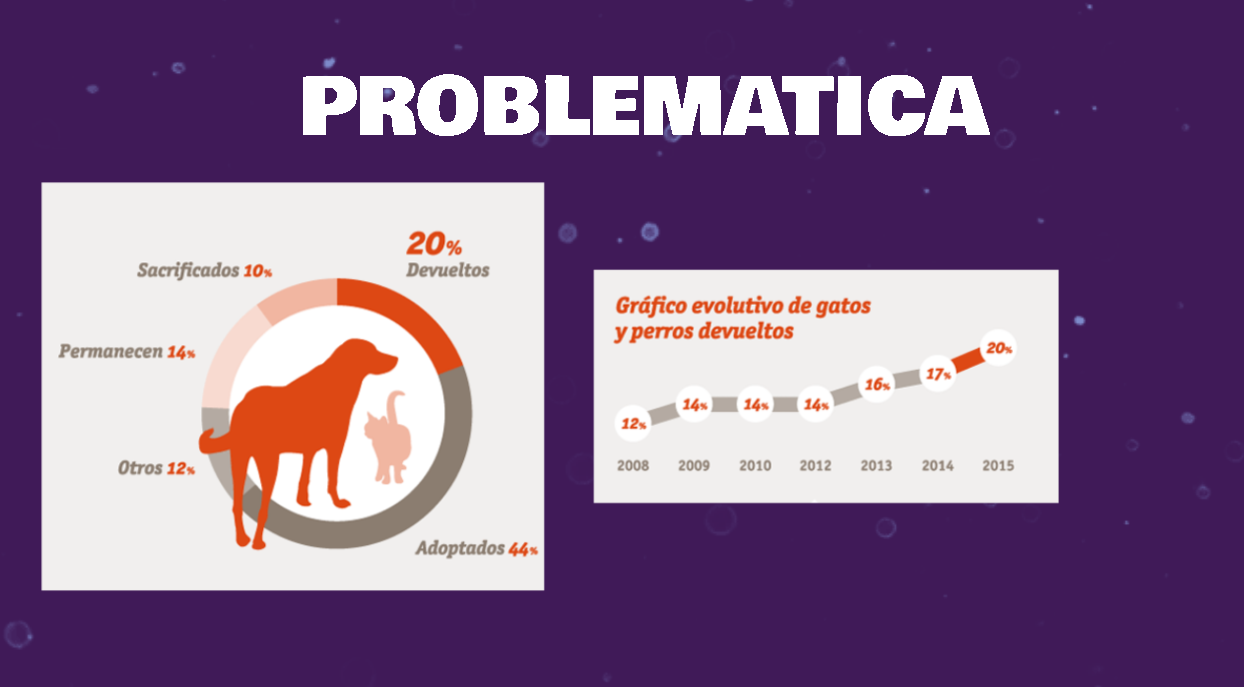 PROBLEMATICA
20%
Devueltos
Sacrificados 10%
Permanecen 14%
Otros 12%
Adoptados 44%
Gráfico evolutivo de gatos
y perros devueltos
12% 14% 14% 14% 16% 17% 20%
2008 2009 2010 2012 2013 2014 2015